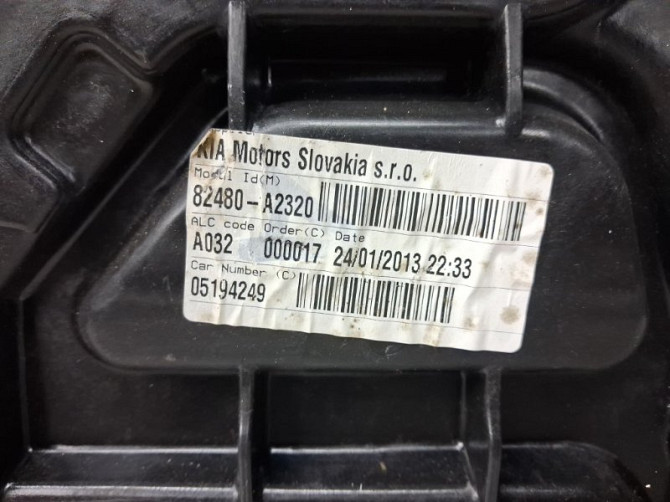 KIA Motors Slovakia s.r.o.
Modul Id(M)
82480-A2320
ALC code Order(C) Date
A032 000017 24/01/2013 22:33
Car Number (C)
05194249